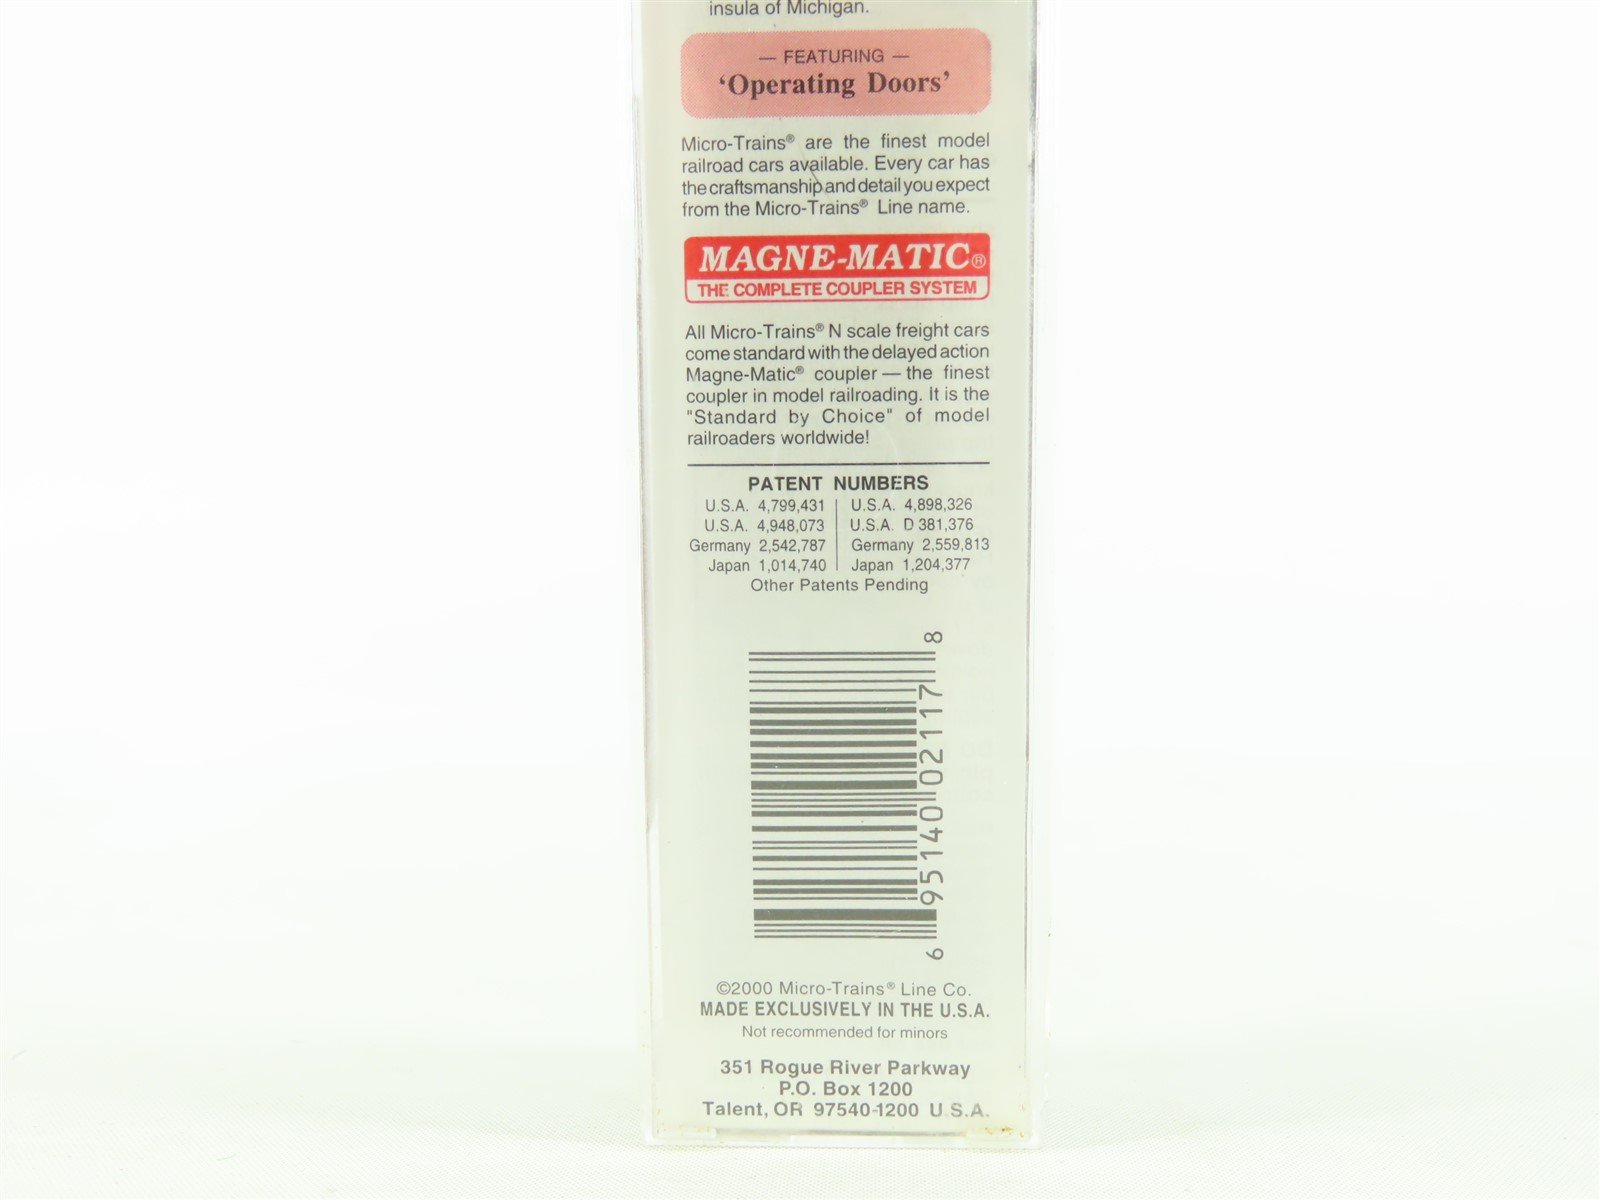 insula of Michigan.
— FEATURING —
‘Operating Doors’
Micro-Trains® are the finest model
railroad cars available. Every car has
the craftsmanship and detail you expect
from the Micro-Trains® Line name.
MAGNE-MATIC®
THE COMPLETE COUPLER SYSTEM
All Micro-Trains® N scale freight cars
come standard with the delayed action
Magne-Matic® coupler — the finest
coupler in model railroading. It is the
"Standard by Choice" of model
railroaders worldwide!
PATENT NUMBERS
U.S.A. 4,799,431 | U.S.A. 4,898,326
U.S.A. 4,948,073 | U.S.A. D 381,376
Germany 2,542,787 | Germany 2,559,813
Japan 1,014,740 | Japan 1,204,377
Other Patents Pending
6 95140 02117 8
©2000 Micro-Trains® Line Co.
MADE EXCLUSIVELY IN THE U.S.A.
Not recommended for minors
351 Rogue River Parkway
P.O. Box 1200
Talent, OR 97540-1200 U.S.A.